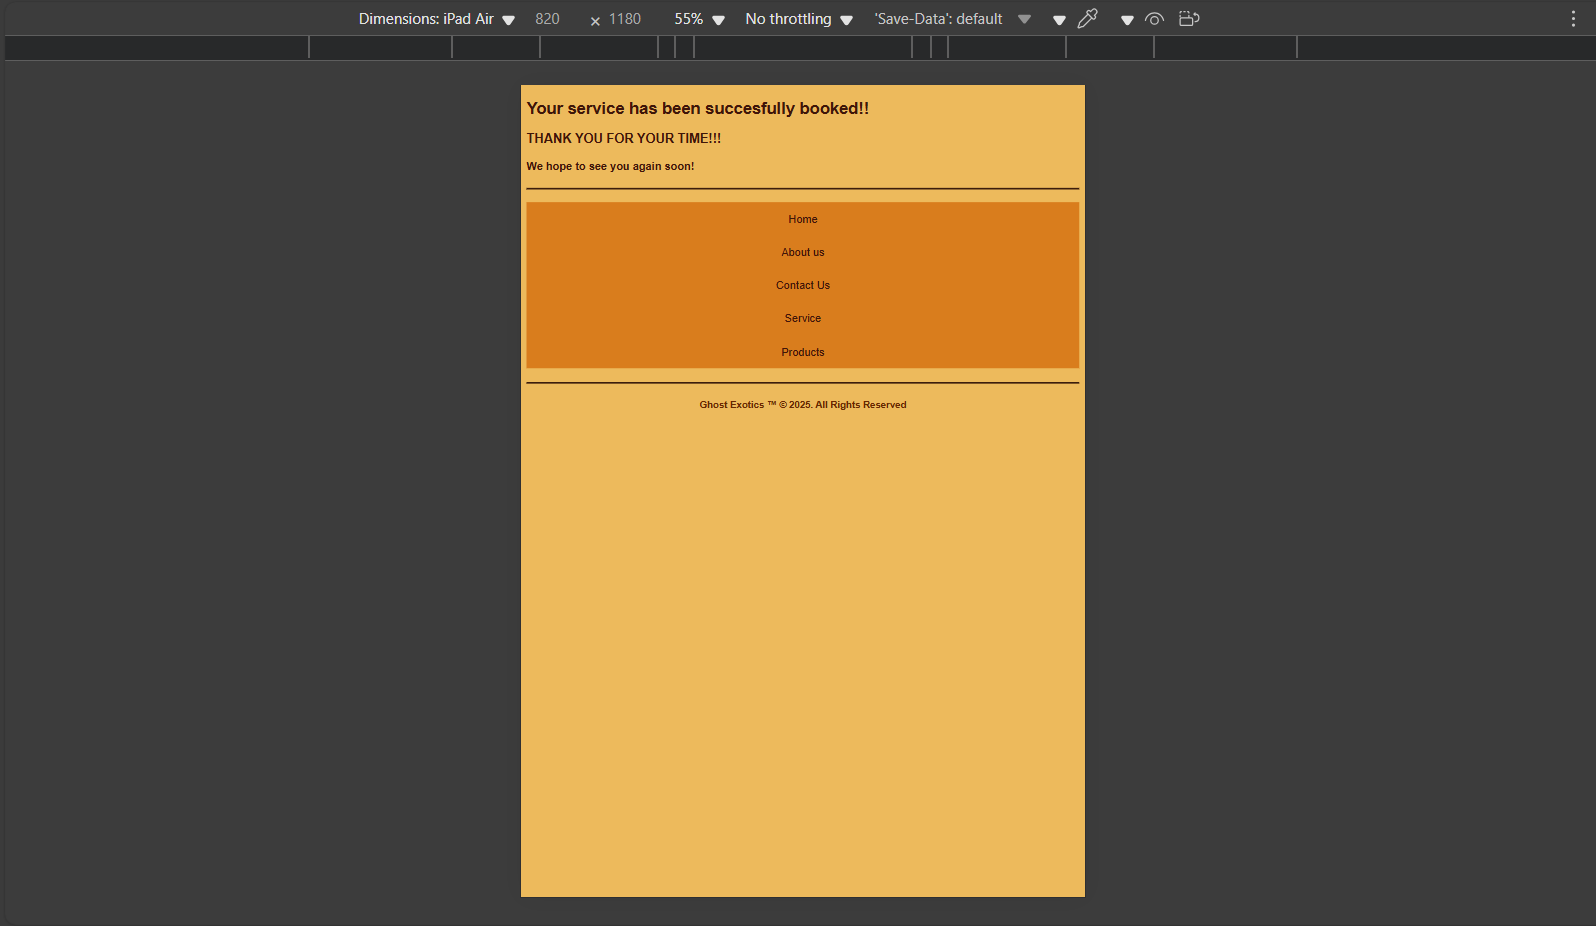 Dimensions: iPad Air 820 × 1180 55% No throttling 'Save-Data': default
Your service has been succesfully booked!!
THANK YOU FOR YOUR TIME!!!
We hope to see you again soon!
Home
About us
Contact Us
Service
Products
Ghost Exotics ™ © 2025. All Rights Reserved